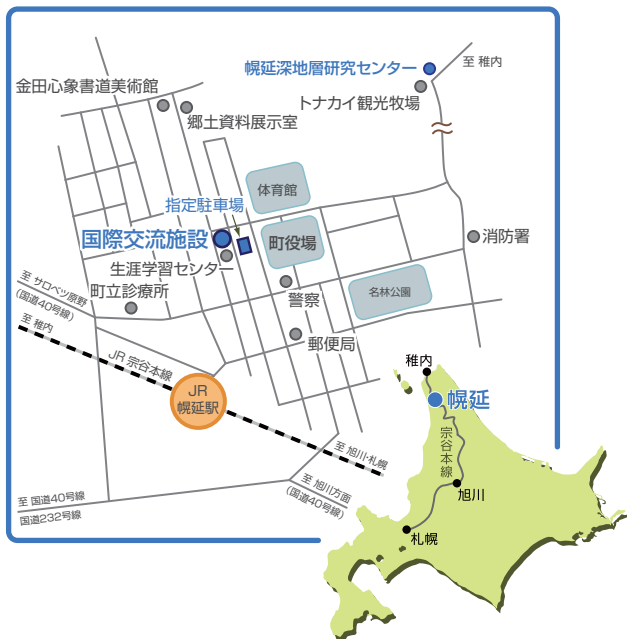 幌延深地層研究センター
至 稚内
金田心象書道美術館
トナカイ観光牧場
郷土資料展示室
体育館
指定駐車場
国際交流施設
町役場
消防署
生涯学習センター
町立診療所
警察
名林公園
至 サロベツ原野
(国道40号線)
至 稚内
郵便局
JR 宗谷本線
JR
幌延駅
稚内
幌延
宗谷本線
至 旭川・札幌
至 旭川方面
(国道40号線)
旭川
至 国道40号線
国道232号線
札幌